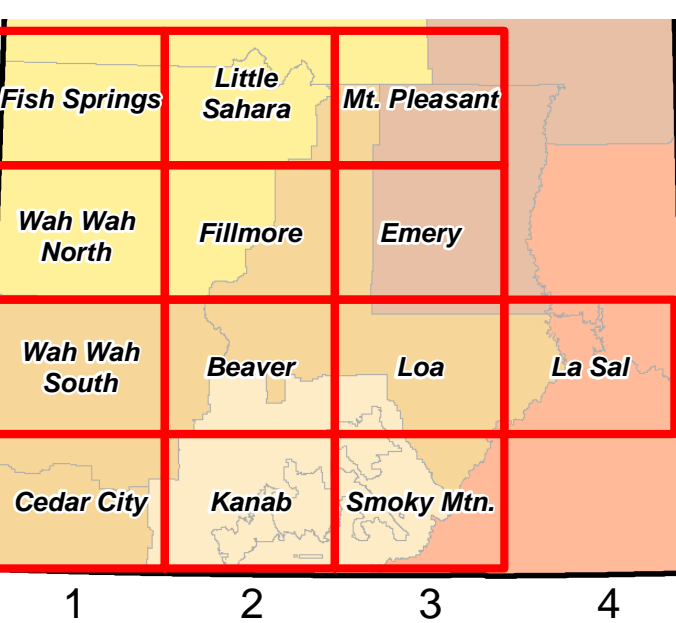 Fish Springs
Little
Sahara
Mt. Pleasant
Wah Wah
North
Fillmore
Emery
Wah Wah
South
Beaver
Loa
La Sal
Cedar City
Kanab
Smoky Mtn.
1 2 3 4